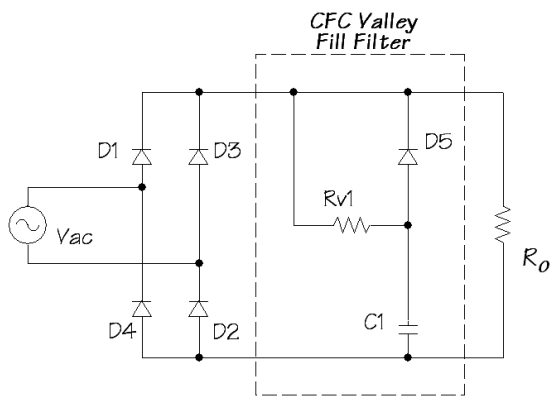 CFC Valley
Fill Filter
D1
D3
D5
Rv1
Vac
Ro
D4
D2
C1